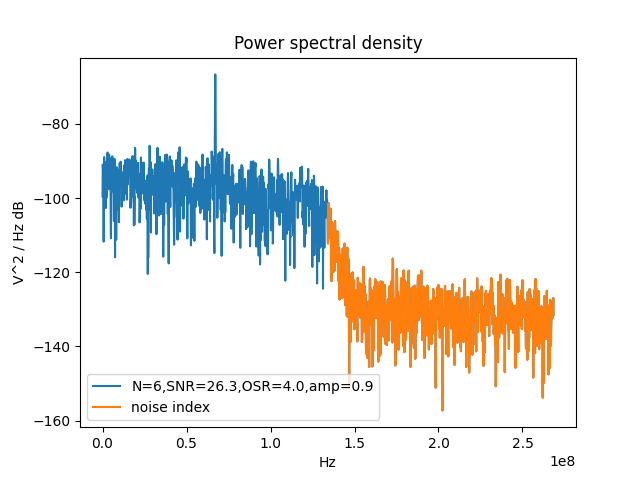 Power spectral density
V^2 / Hz dB
−80
−100
−120
−140
−160
N=6,SNR=26.3,OSR=4.0,amp=0.9
noise index
0.0 0.5 1.0 1.5 2.0 2.5
1e8
Hz